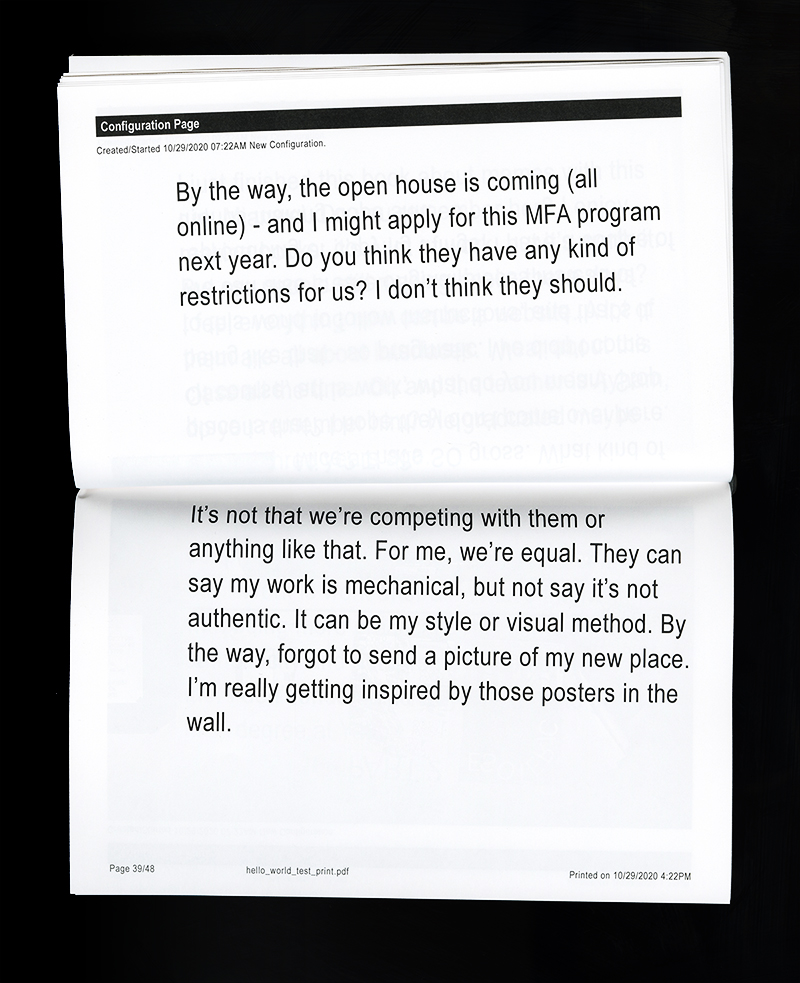 Configuration Page
Created/Started 10/29/2020 07:22AM New Configuration.
By the way, the open house is coming (all
online) - and I might apply for this MFA program
next year. Do you think they have any kind of
restrictions for us? I don’t think they should.
It’s not that we’re competing with them or
anything like that. For me, we’re equal. They can
say my work is mechanical, but not say it’s not
authentic. It can be my style or visual method. By
the way, forgot to send a picture of my new place.
I’m really getting inspired by those posters in the
wall.
Page 39/48 hello_world_test_print.pdf Printed on 10/29/2020 4:22PM